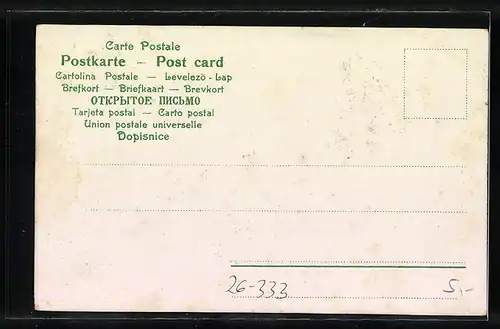 Carte Postale
Postkarte — Post card
Cartolina Postale — Levelező-Lap
Brefkort — Briefkaart — Brevkort
ОТКРЫТОЕ ПИСЬМО
Tarjeta postal — Carto postal
Union postale universelle
Dopisnice
26-333 5,-